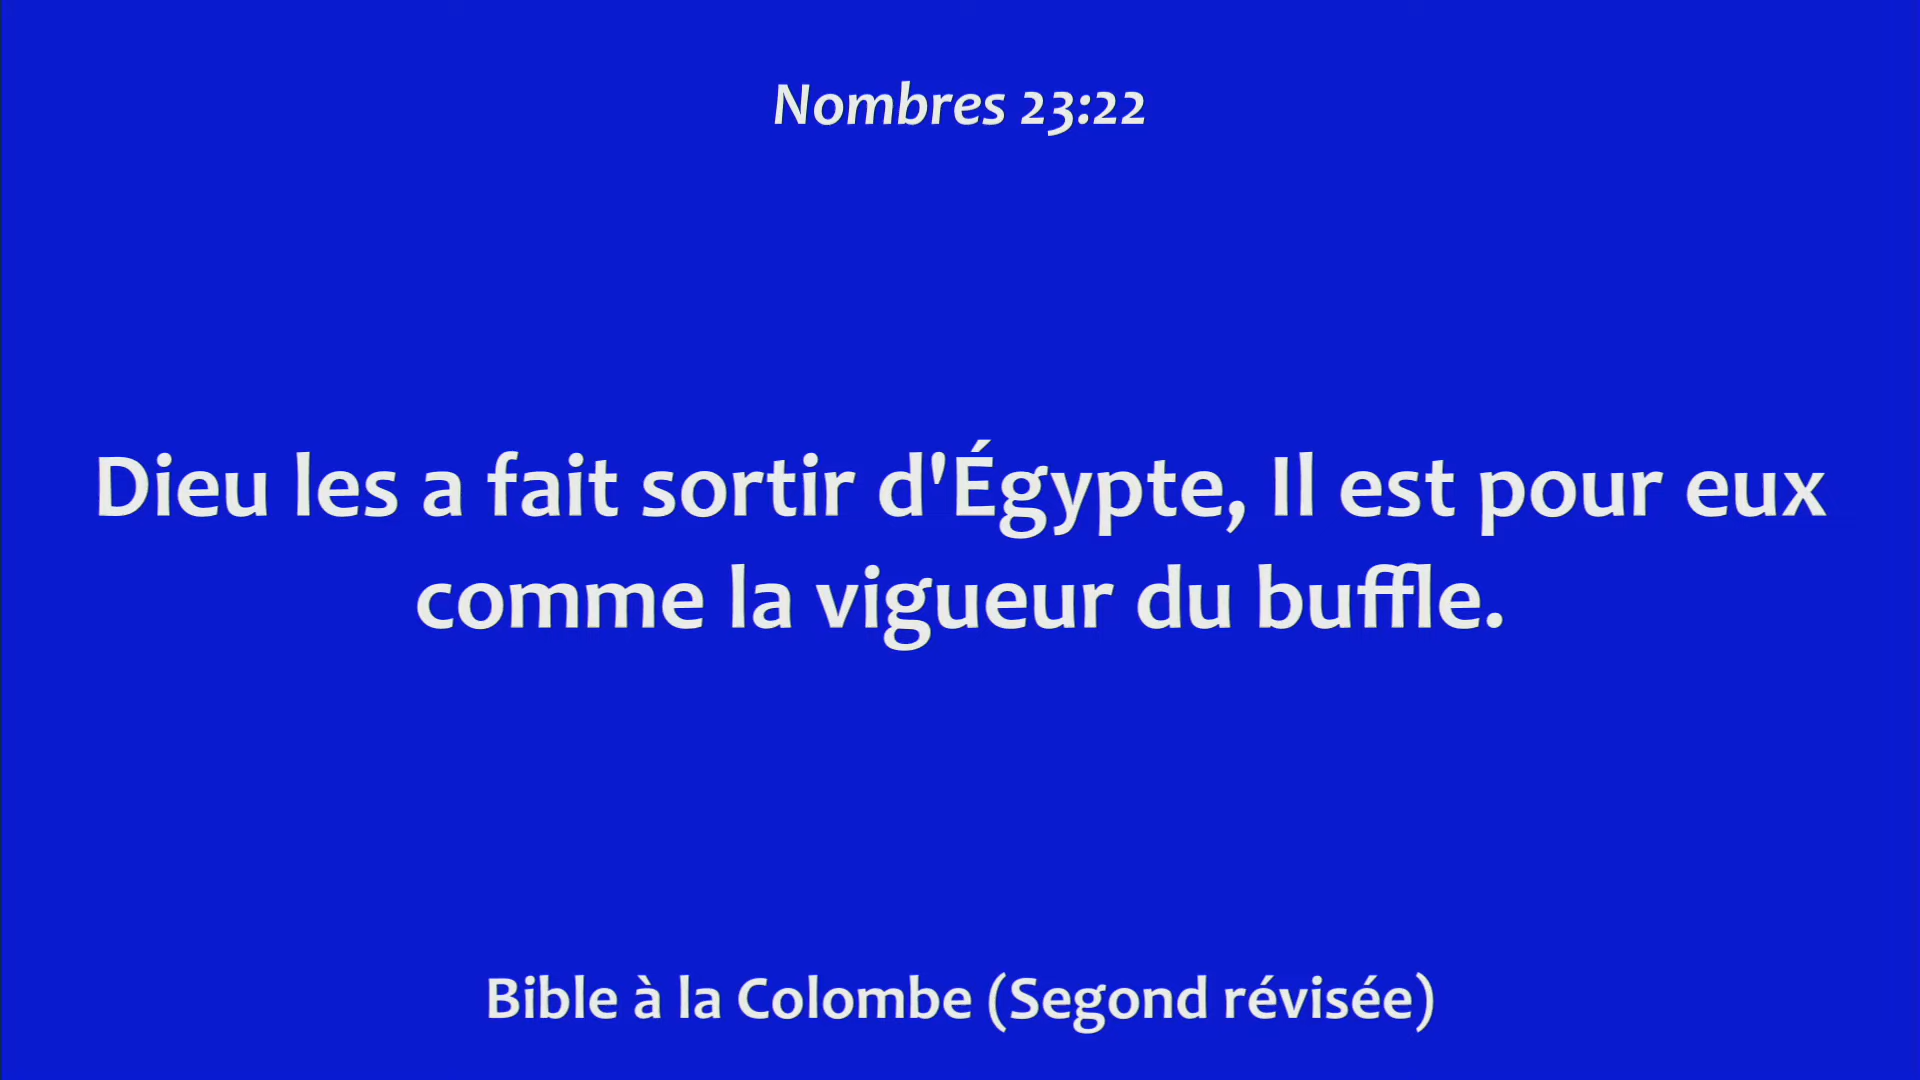 Nombres 23:22
Dieu les a fait sortir d'Égypte, Il est pour eux
comme la vigueur du buffle.
Bible à la Colombe (Segond révisée)